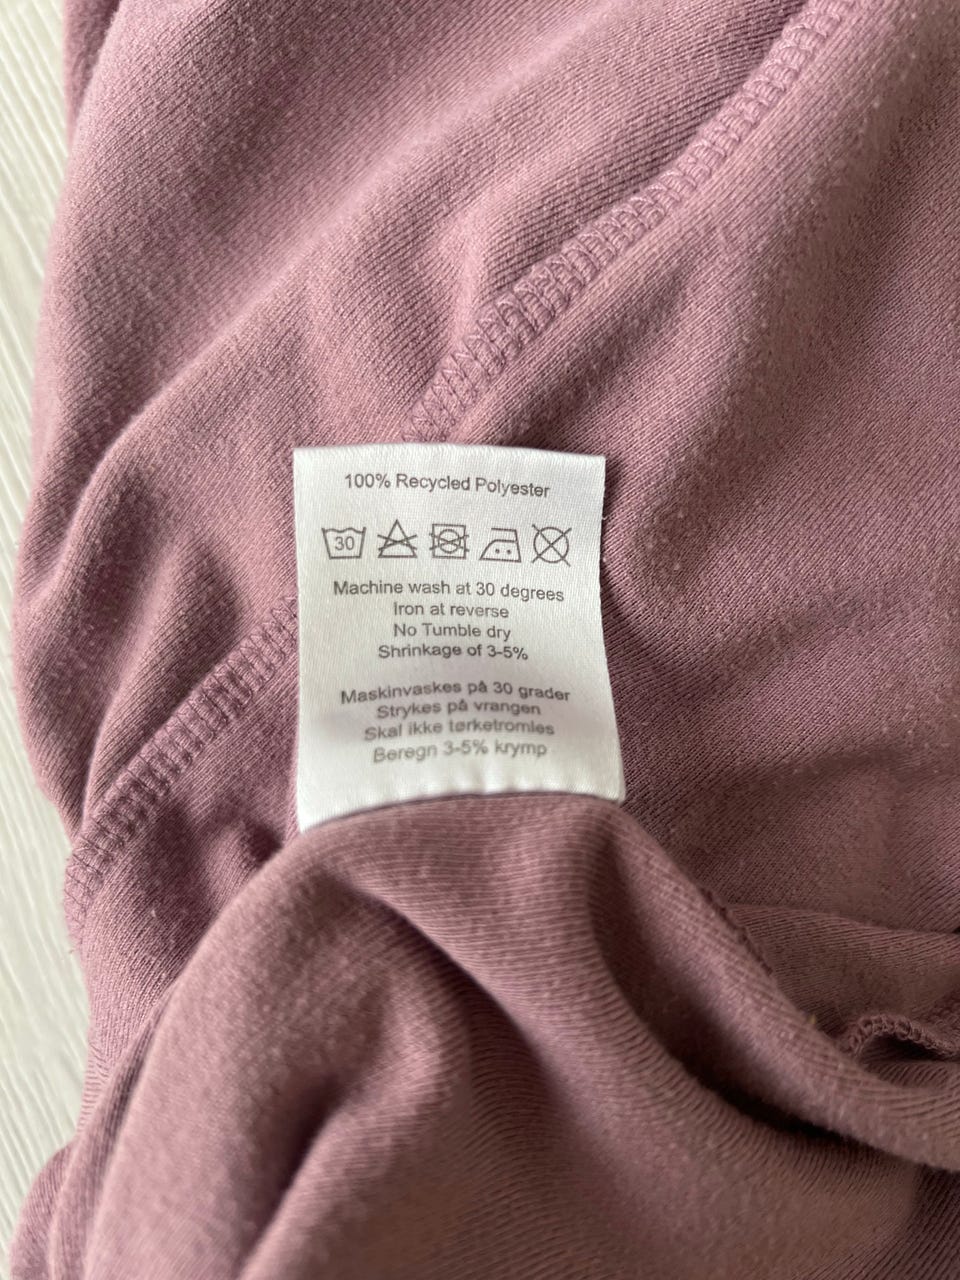 100% Recycled Polyester
30
Machine wash at 30 degrees
Iron at reverse
No Tumble dry
Shrinkage of 3-5%
Maskinvaskes på 30 grader
Strykes på vrangen
Skal ikke tørketromles
Beregn 3-5% krymp